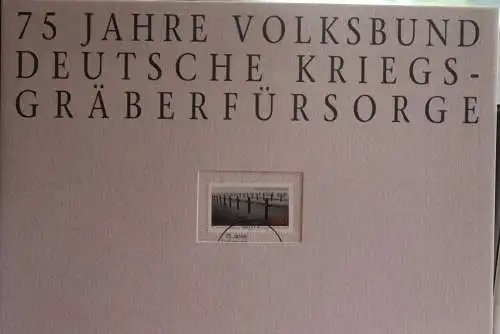 75 JAHRE VOLKSBUND
DEUTSCHE KRIEGS-
GRÄBERFÜRSORGE